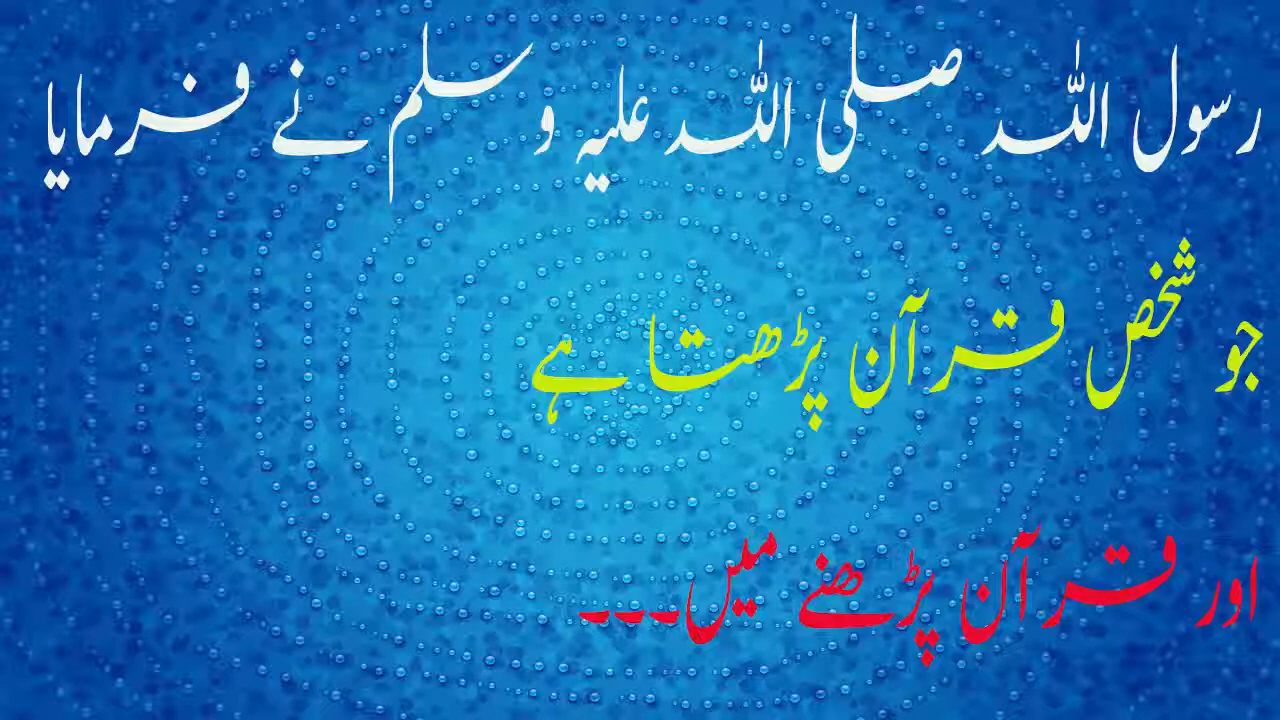 رسول اللہ صلی اللہ علیہ وسلم نے فرمایا
جو شخص قرآن پڑھتا ہے
اور قرآن پڑھنے میں۔۔۔